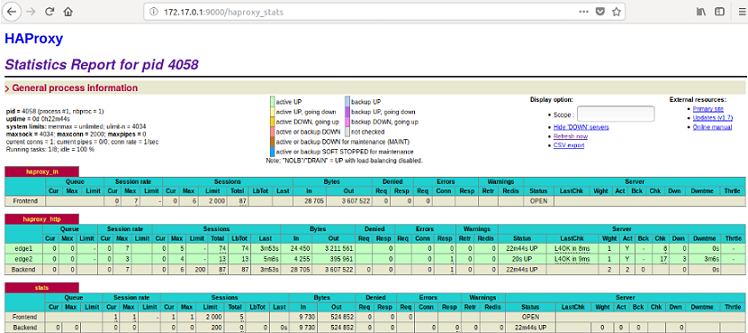 172.17.0.1:9000/haproxy_stats
HAProxy
Statistics Report for pid 4058
> General process information
pid = 4058 (process #1, nbproc = 1)
uptime = 0d 0h22m44s
system limits: memmax = unlimited; ulimit-n = 4034
maxsock = 4034; maxconn = 2000; maxpipes = 0
current conns = 1; current pipes = 0/0; conn rate = 1/sec
Running tasks: 1/8; idle = 100 %
active UP backup UP
active UP, going down backup UP, going down
active DOWN, going up backup DOWN, going up
active or backup DOWN not checked
active or backup DOWN for maintenance (MAINT)
active or backup SOFT STOPPED for maintenance
Note: "NOLB"/"DRAIN" = UP with load-balancing disabled.
Display option:
Scope :
Hide 'DOWN' servers
Refresh now
CSV export
External resources:
Primary site
Updates (v1.7)
Online manual
haproxy_in
Queue Session rate Sessions Bytes Denied Errors Warnings Server
Cur Max Limit Cur Max Limit Cur Max Limit Total LbTot Last In Out Req Resp Req Conn Resp Retr Redis Status LastChk Wght Act Bck Chk Dwn Dwntme Thrtle
Frontend 0 7 - 0 6 2 000 87 28 705 3 607 522 0 0 0 OPEN
haproxy_http
Queue Session rate Sessions Bytes Denied Errors Warnings Server
Cur Max Limit Cur Max Limit Cur Max Limit Total LbTot Last In Out Req Resp Req Conn Resp Retr Redis Status LastChk Wght Act Bck Chk Dwn Dwntme Thrtle
edge1 0 0 - 0 7 0 5 - 74 74 3m53s 24 450 3 211 561 0 0 0 0 0 22m44s UP L4OK in 8ms 1 Y - 8 0 0s -
edge2 0 0 - 0 3 0 4 - 13 13 5m8s 4 255 395 961 0 0 1 0 0 20s UP L4OK in 9ms 1 Y - 17 3 3m6s -
Backend 0 0 0 7 0 6 200 87 87 3m53s 28 705 3 607 522 0 0 0 1 0 0 22m44s UP 2 2 0 0 0s
stats
Queue Session rate Sessions Bytes Denied Errors Warnings Server
Cur Max Limit Cur Max Limit Cur Max Limit Total LbTot Last In Out Req Resp Req Conn Resp Retr Redis Status LastChk Wght Act Bck Chk Dwn Dwntme Thrtle
Frontend 1 1 - 1 1 2 000 5 9 730 524 852 0 0 0 OPEN
Backend 0 0 0 0 0 0 200 0 0 0s 9 730 524 852 0 0 0 0 0 0 22m44s UP 0 0 0 0